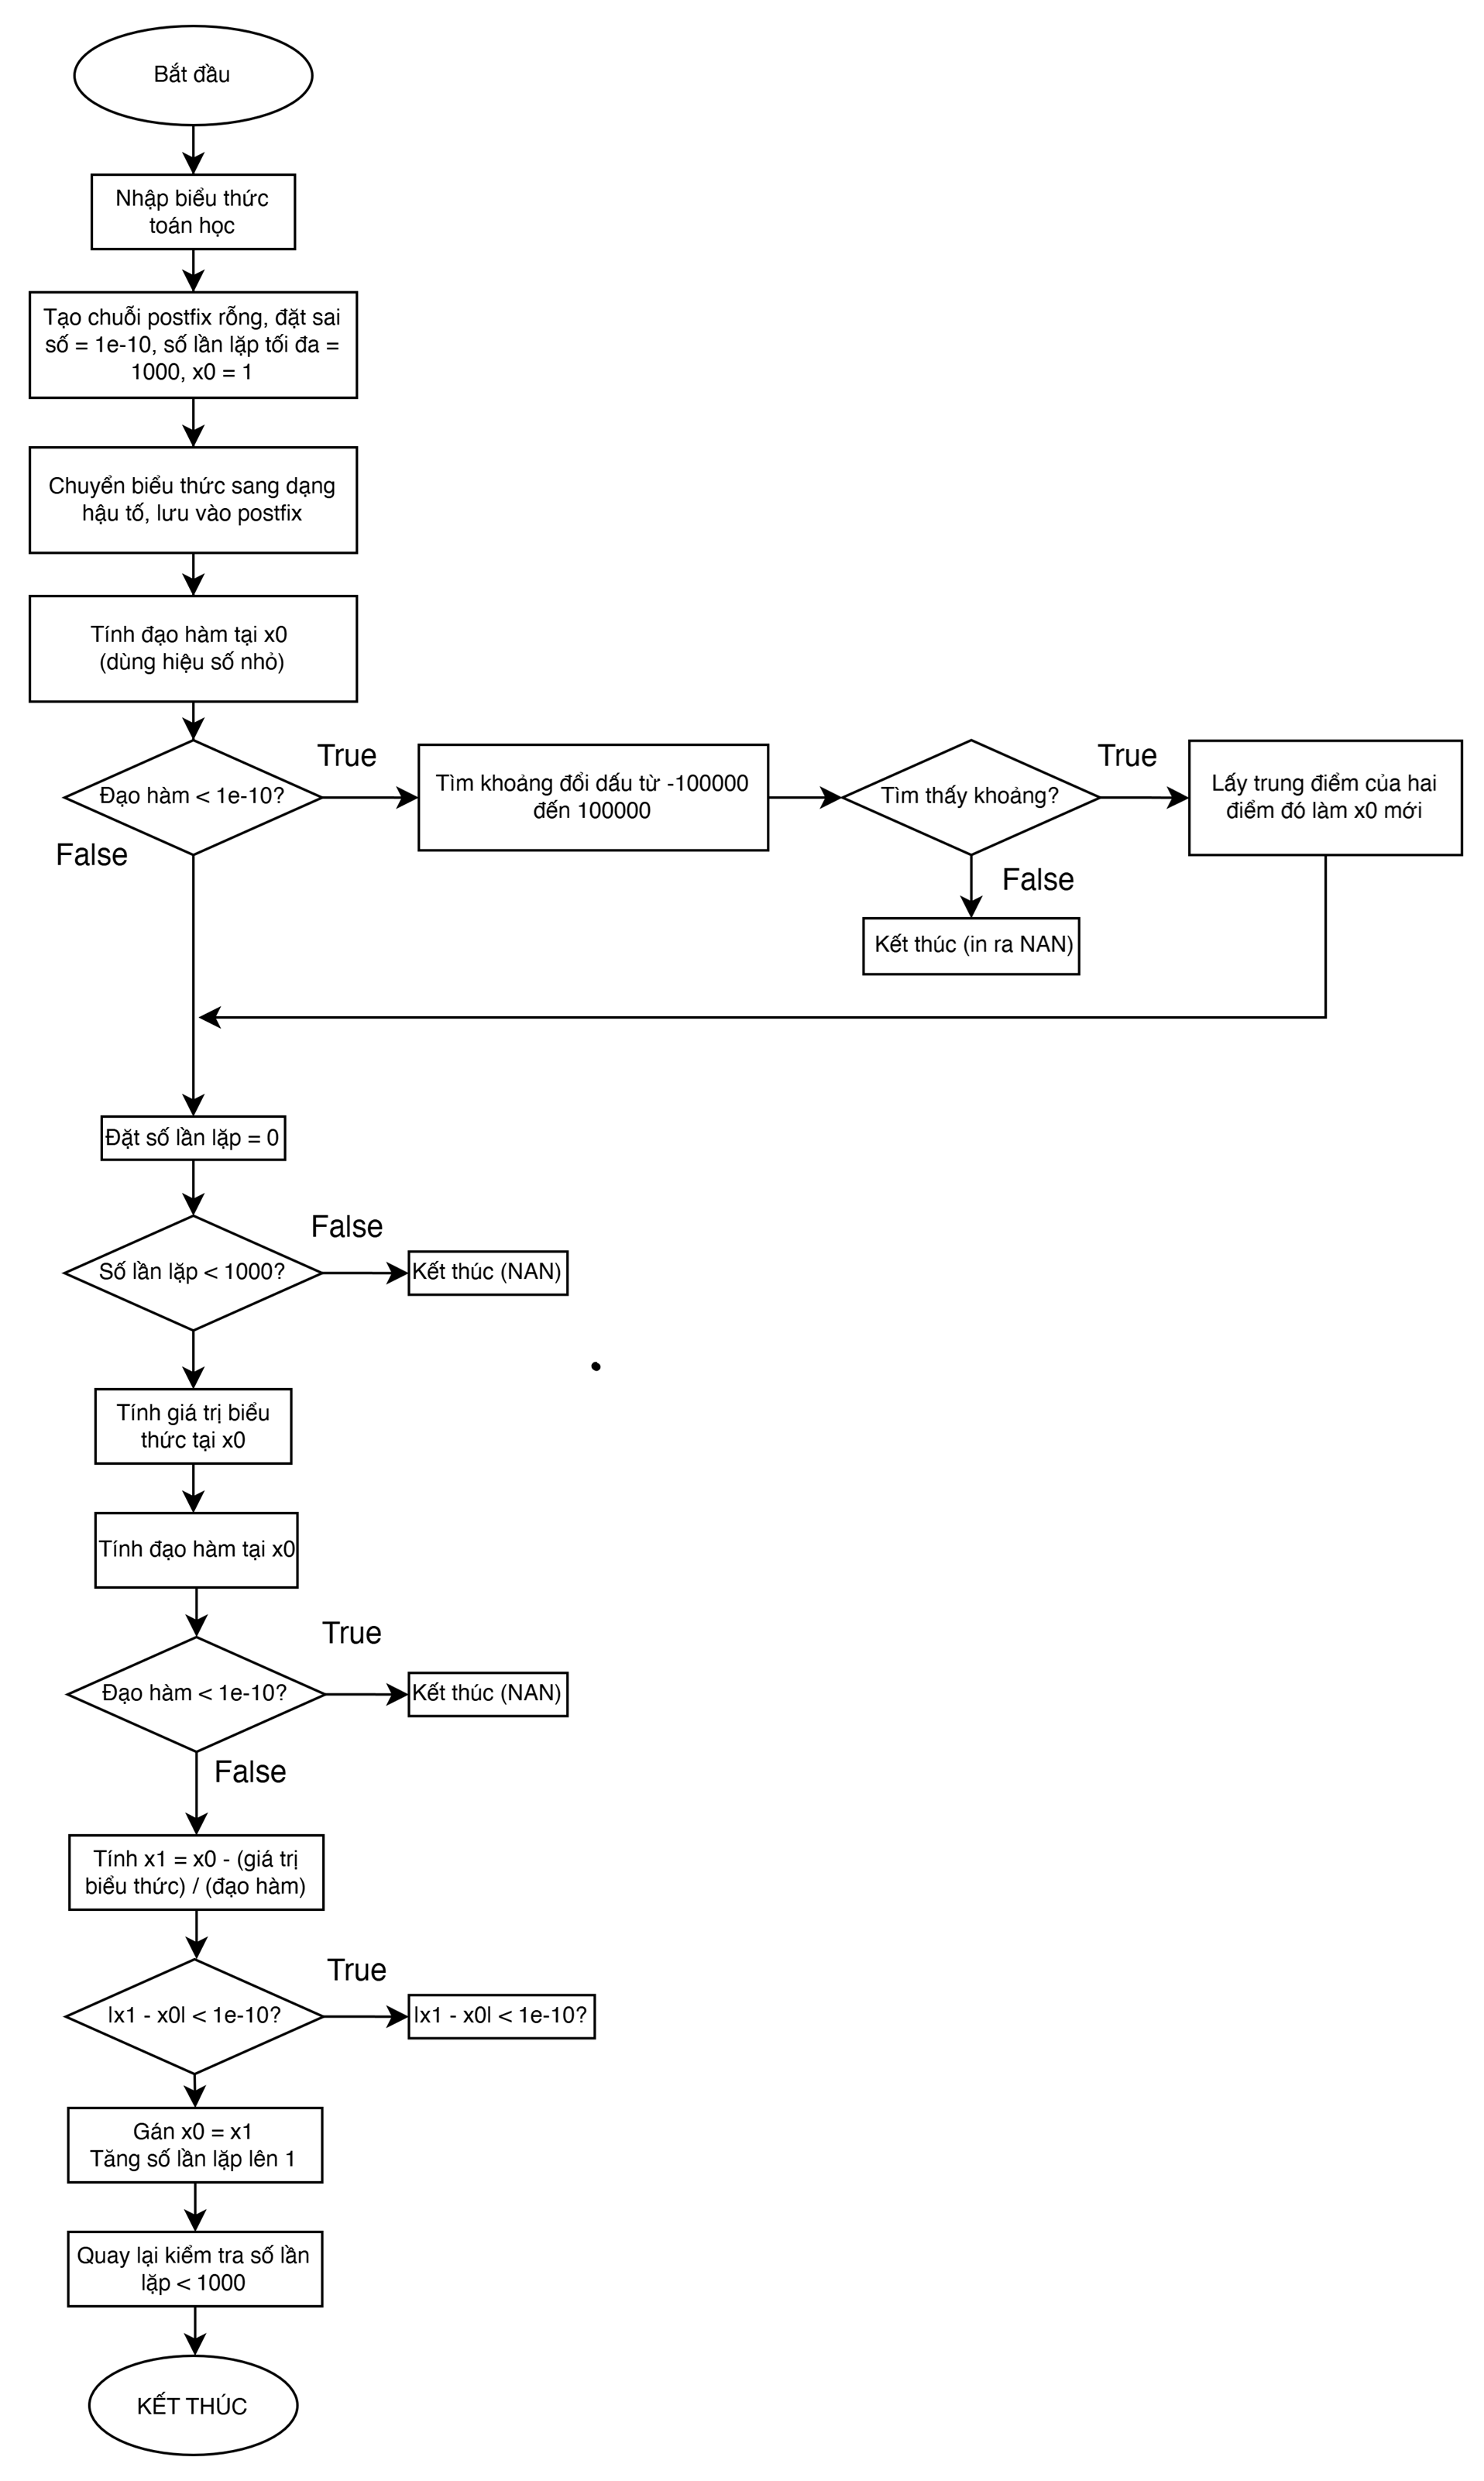 Bắt đầu
Nhập biểu thức
toán học
Tạo chuỗi postfix rỗng, đặt sai
số = 1e-10, số lần lặp tối đa =
1000, x0 = 1
Chuyển biểu thức sang dạng
hậu tố, lưu vào postfix
Tính đạo hàm tại x0
(dùng hiệu số nhỏ)
Đạo hàm < 1e-10?
True
Tìm khoảng đổi dấu từ -100000
đến 100000
Tìm thấy khoảng?
True
Lấy trung điểm của hai
điểm đó làm x0 mới
False
False
Kết thúc (in ra NAN)
Đặt số lần lặp = 0
Số lần lặp < 1000?
False
Kết thúc (NAN)
Tính giá trị biểu
thức tại x0
Tính đạo hàm tại x0
Đạo hàm < 1e-10?
True
Kết thúc (NAN)
False
Tính x1 = x0 - (giá trị
biểu thức) / (đạo hàm)
|x1 - x0| < 1e-10?
True
|x1 - x0| < 1e-10?
Gán x0 = x1
Tăng số lần lặp lên 1
Quay lại kiểm tra số lần
lặp < 1000
KẾT THÚC